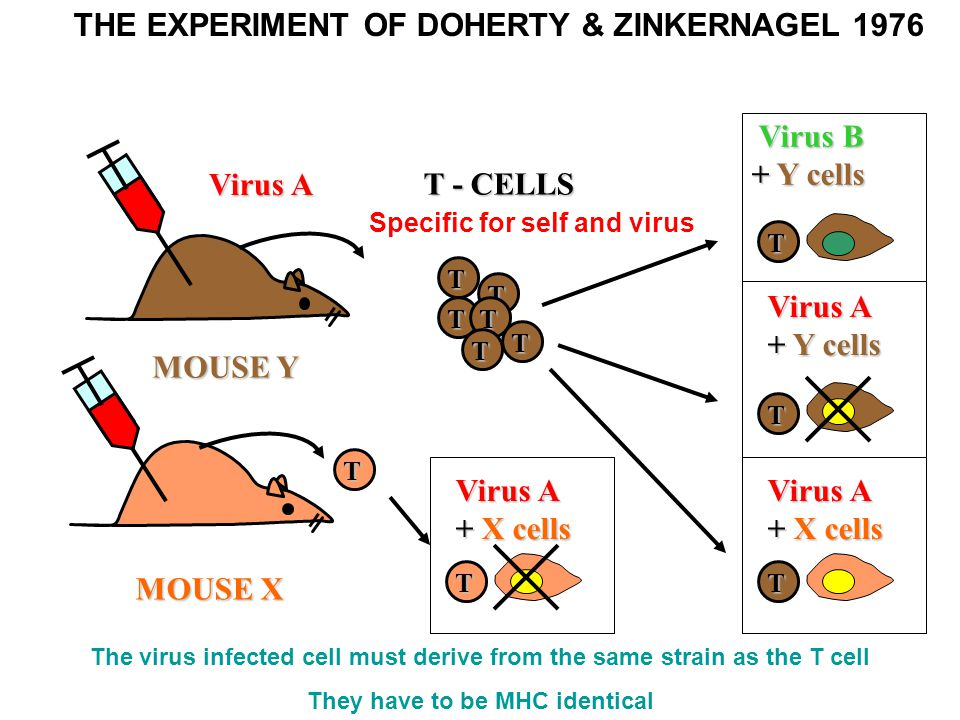 THE EXPERIMENT OF DOHERTY & ZINKERNAGEL 1976
Virus A
T - CELLS
Specific for self and virus
Virus B
+ Y cells
T
T
T
T
T
T
T
Virus A
+ Y cells
T
MOUSE Y
T
Virus A
+ X cells
T
Virus A
+ X cells
T
MOUSE X
The virus infected cell must derive from the same strain as the T cell
They have to be MHC identical